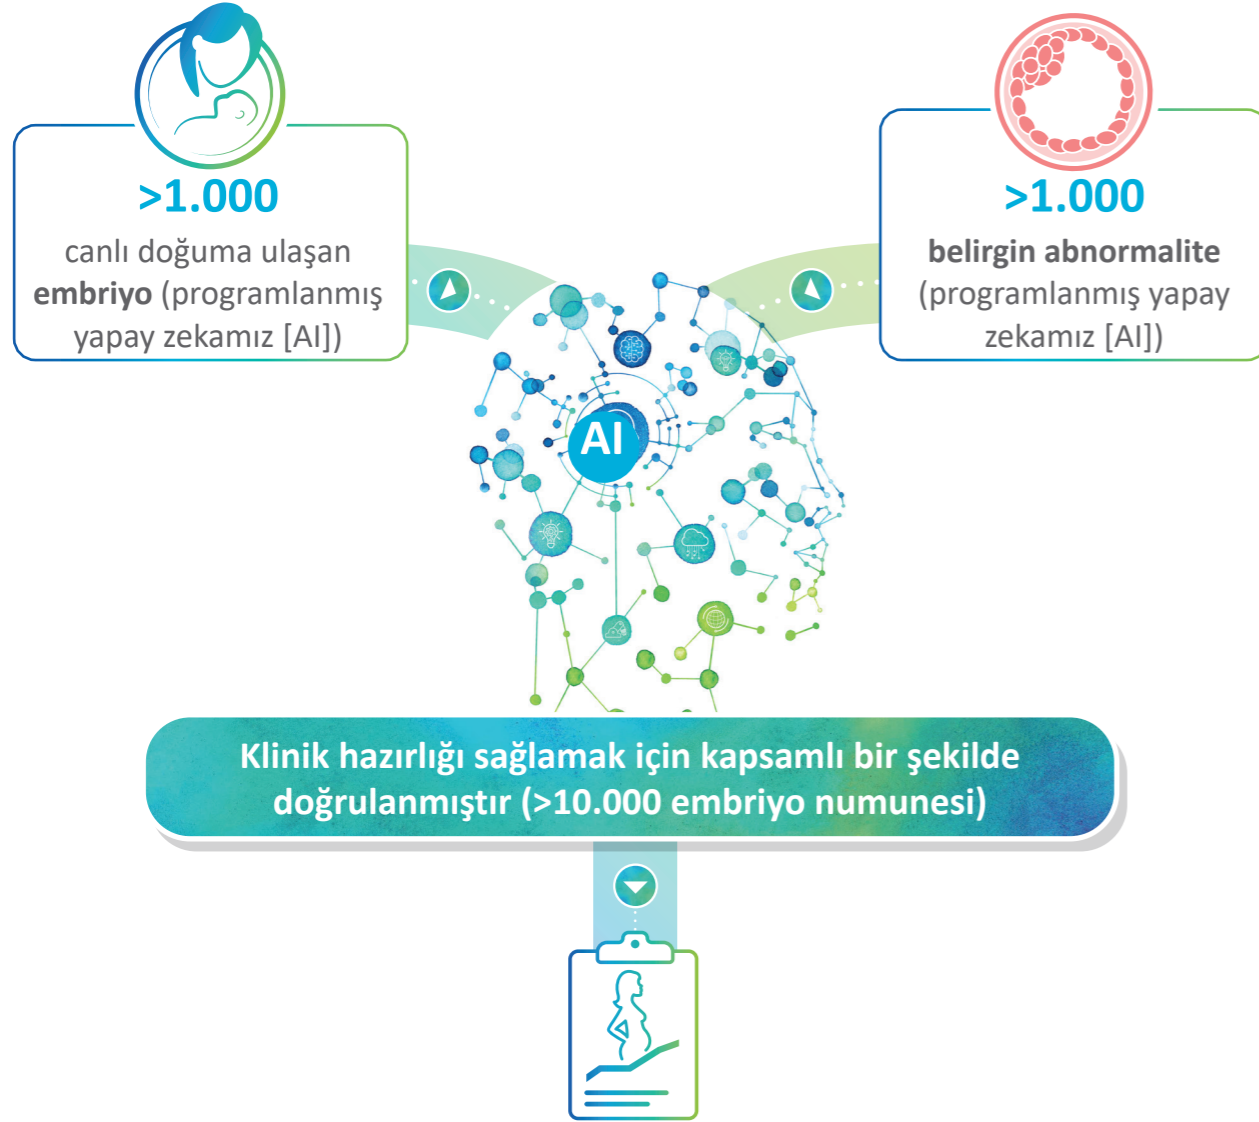 >1.000
canlı doğuma ulaşan
embriyo (programlanmış
yapay zekamız [AI])
>1.000
belirgin abnormalite
(programlanmış yapay
zekamız [AI])
AI
Klinik hazırlığı sağlamak için kapsamlı bir şekilde
doğrulanmıştır (>10.000 embriyo numunesi)